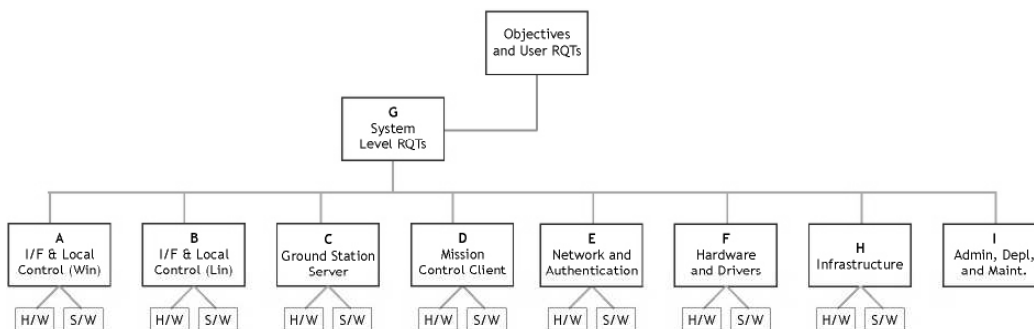 Objectives
and User RQTs
G
System
Level RQTs
A
I/F & Local
Control (Win)
B
I/F & Local
Control (Lin)
C
Ground Station
Server
D
Mission
Control Client
E
Network and
Authentication
F
Hardware
and Drivers
H
Infrastructure
I
Admin, Depl,
and Maint.
H/W S/W
H/W S/W
H/W S/W
H/W S/W
H/W S/W
H/W S/W
H/W S/W